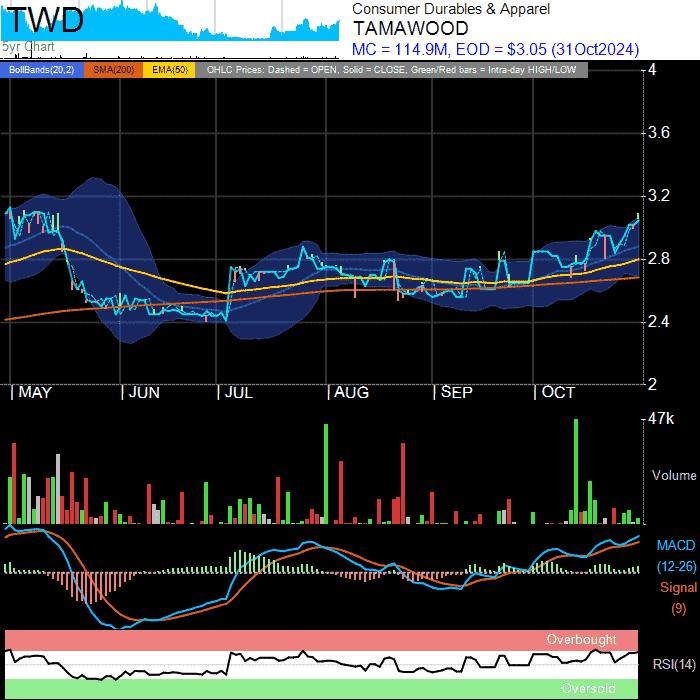 TWD
5yr Chart
Consumer Durables & Apparel
TAMAWOOD
MC = 114.9M, EOD = $3.05 (31Oct2024)
BollBands(20,2) SMA(200) EMA(50) OHLC Prices: Dashed = OPEN, Solid = CLOSE, Green/Red bars = Intra-day HIGH/LOW
4
3.6
3.2
2.8
2.4
2
MAY JUN JUL AUG SEP OCT
47k
Volume
MACD
(12-26)
Signal
(9)
Overbought
RSI(14)
Oversold